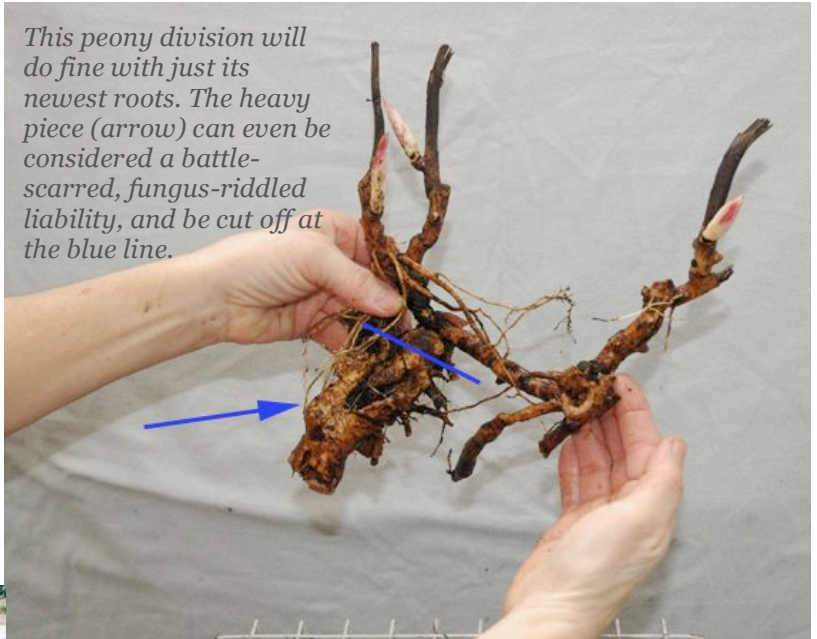 This peony division will
do fine with just its
newest roots. The heavy
piece (arrow) can even be
considered a battle-
scarred, fungus-riddled
liability, and be cut off at
the blue line.